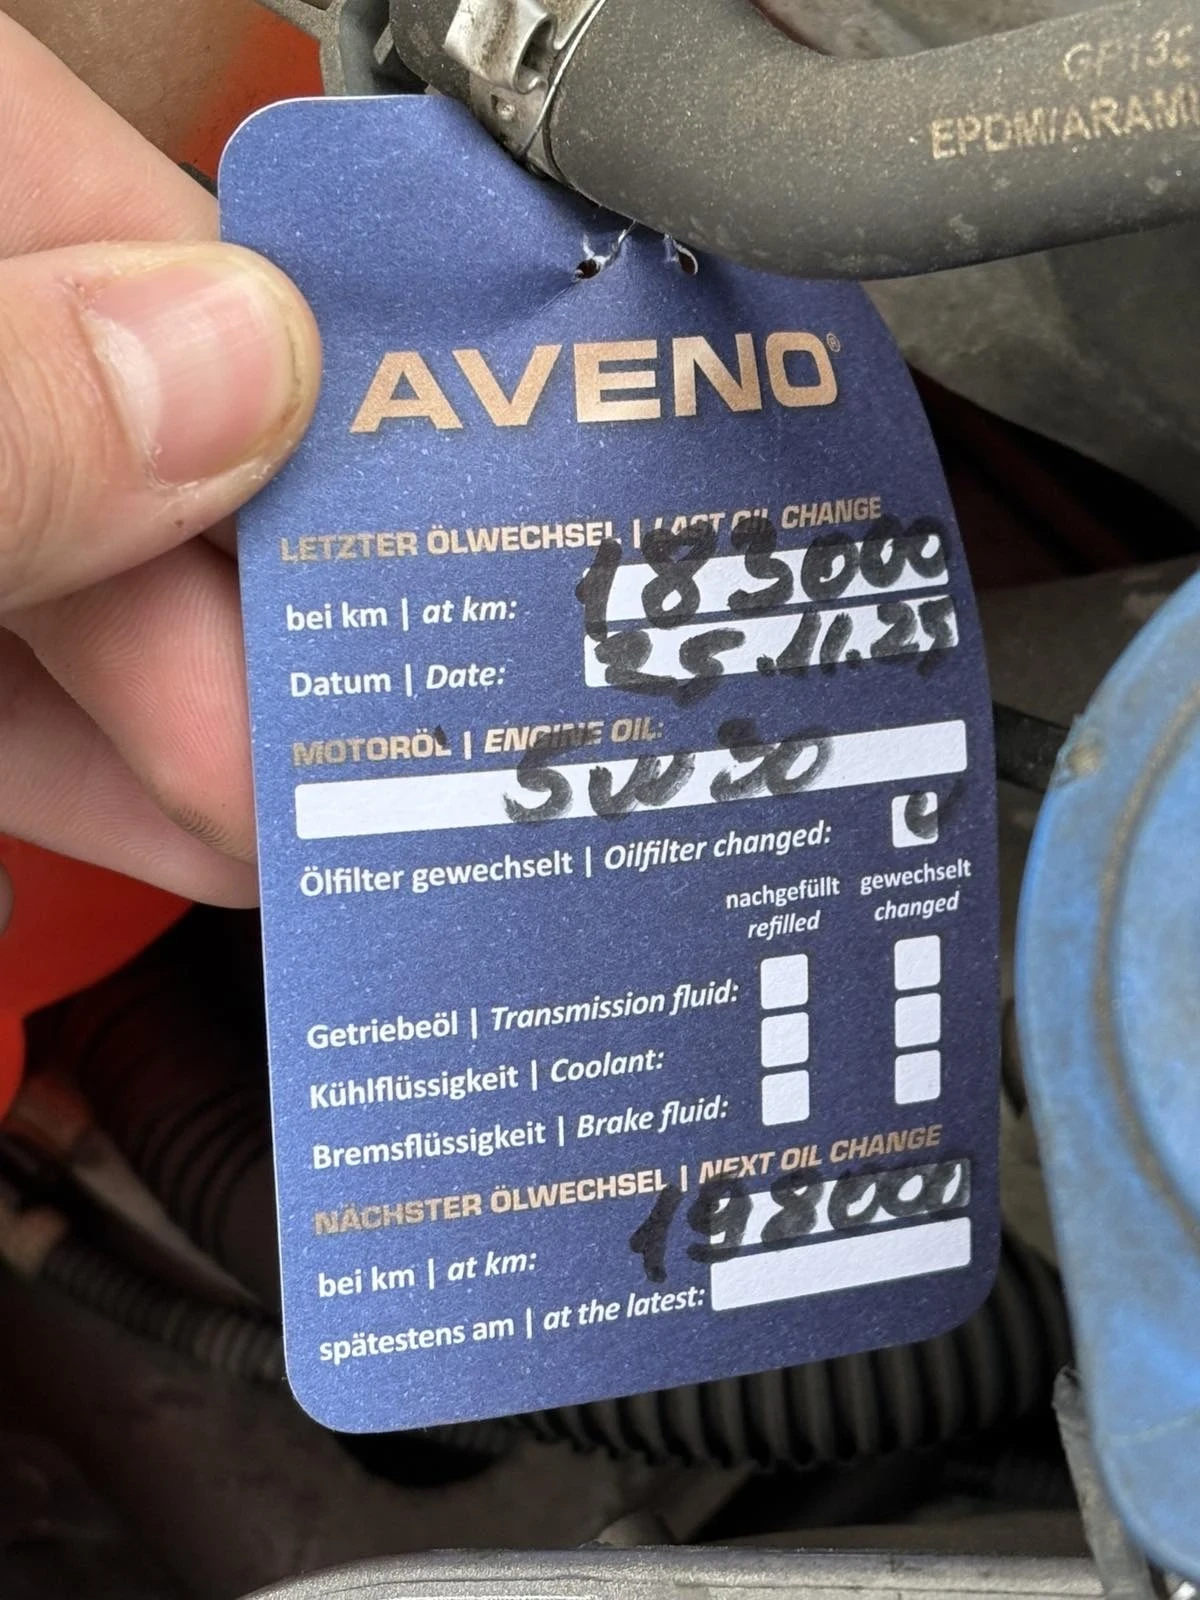 GP132
EPDM/ARAMI
AVENO®
LETZTER ÖLWECHSEL | LAST OIL CHANGE
bei km | at km: 183000
Datum | Date: 25.11.25
MOTORÖL | ENGINE OIL:
5W30
Ölfilter gewechselt | Oilfilter changed:
nachgefüllt gewechselt
refilled changed
Getriebeöl | Transmission fluid:
Kühlflüssigkeit | Coolant:
Bremsflüssigkeit | Brake fluid:
NÄCHSTER ÖLWECHSEL | NEXT OIL CHANGE
bei km | at km: 198000
spätestens am | at the latest: